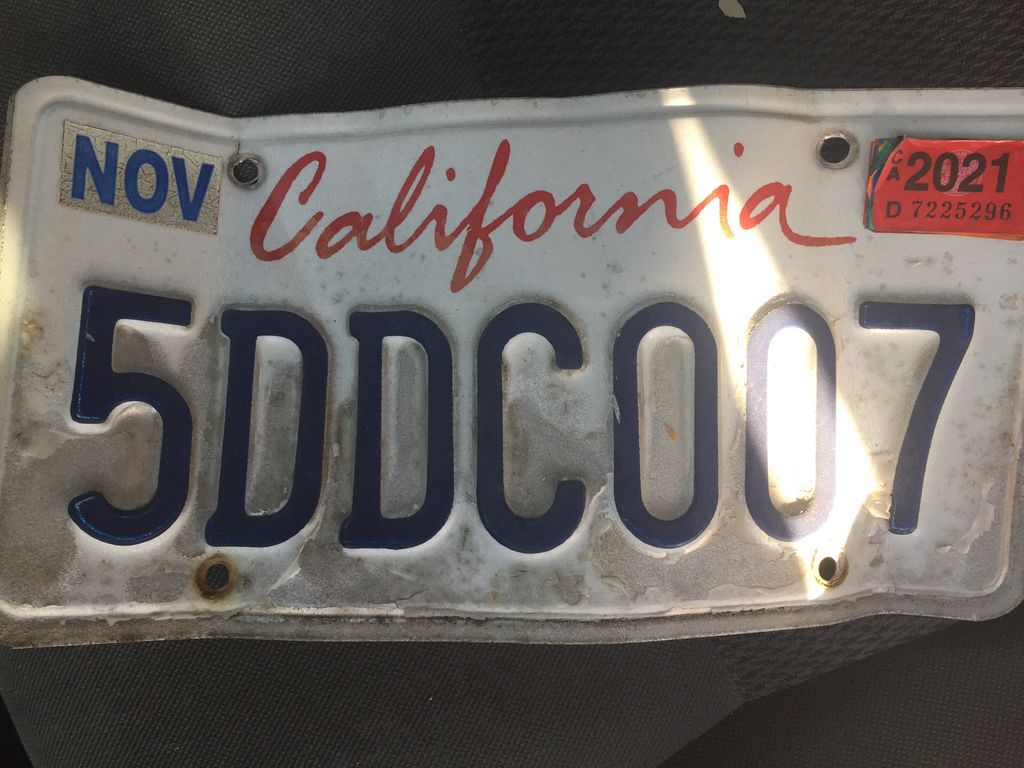 NOV
California
CA 2021
D 7225296
5DDC007